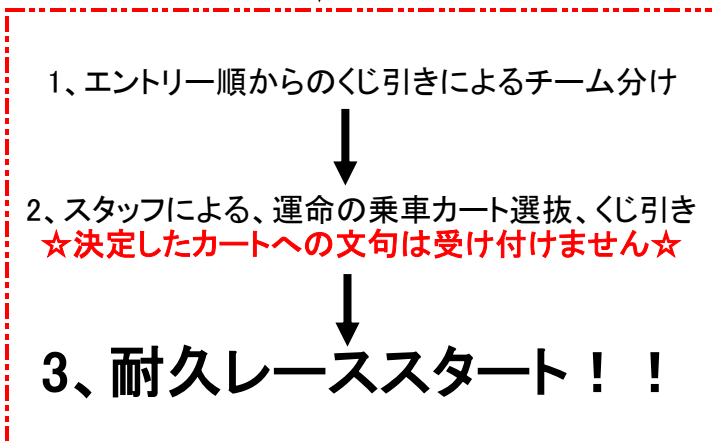 1、エントリー順からのくじ引きによるチーム分け
2、スタッフによる、運命の乗車カート選抜、くじ引き
☆決定したカートへの文句は受け付けません☆
3、耐久レーススタート！！